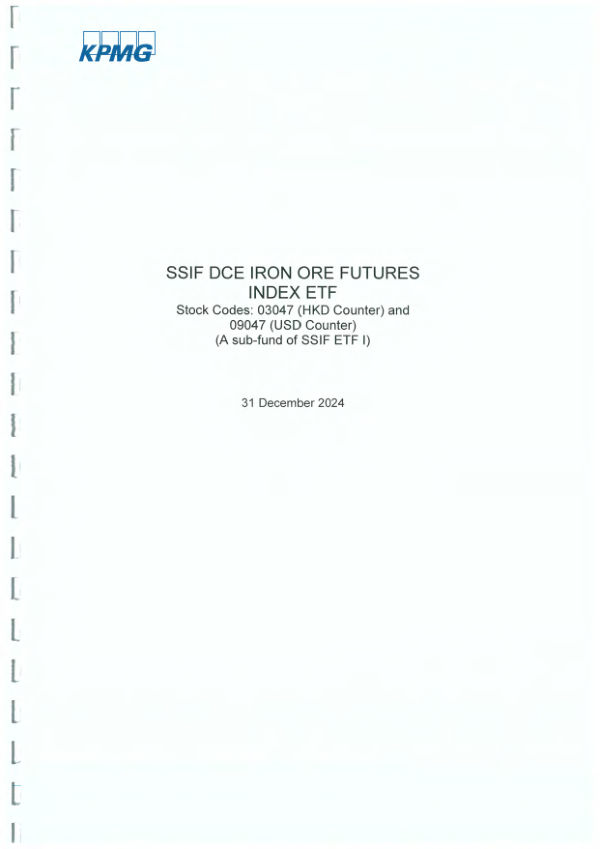 KPMG
SSIF DCE IRON ORE FUTURES
INDEX ETF
Stock Codes: 03047 (HKD Counter) and
09047 (USD Counter)
(A sub-fund of SSIF ETF I)
31 December 2024